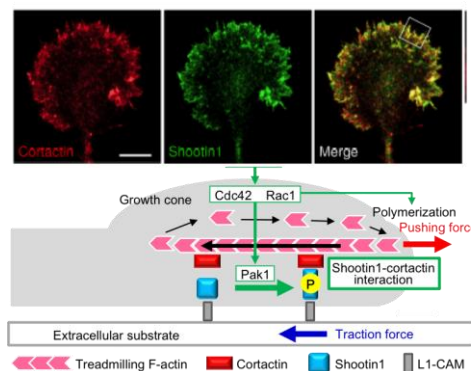 Cortactin
Shootin1
Merge
Growth cone
Cdc42 Rac1
Polymerization
Pushing force
Pak1
P
Shootin1-cortactin
interaction
Extracellular substrate
Traction force
Treadmilling F-actin
Cortactin
Shootin1
L1-CAM